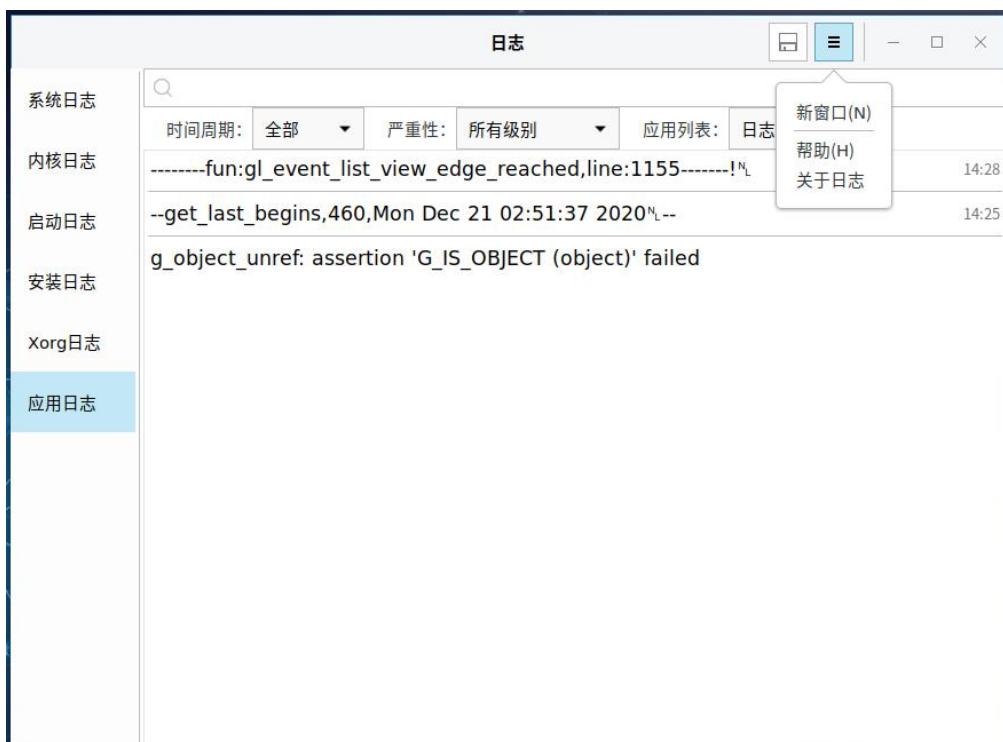 日志
系统日志
内核日志
启动日志
安装日志
Xorg日志
应用日志
时间周期: 全部 严重性: 所有级别 应用列表: 日志
新窗口(N)
帮助(H)
关于日志
--------fun:gl_event_list_view_edge_reached,line:1155-------!␤ 14:28
--get_last_begins,460,Mon Dec 21 02:51:37 2020␤-- 14:25
g_object_unref: assertion 'G_IS_OBJECT (object)' failed